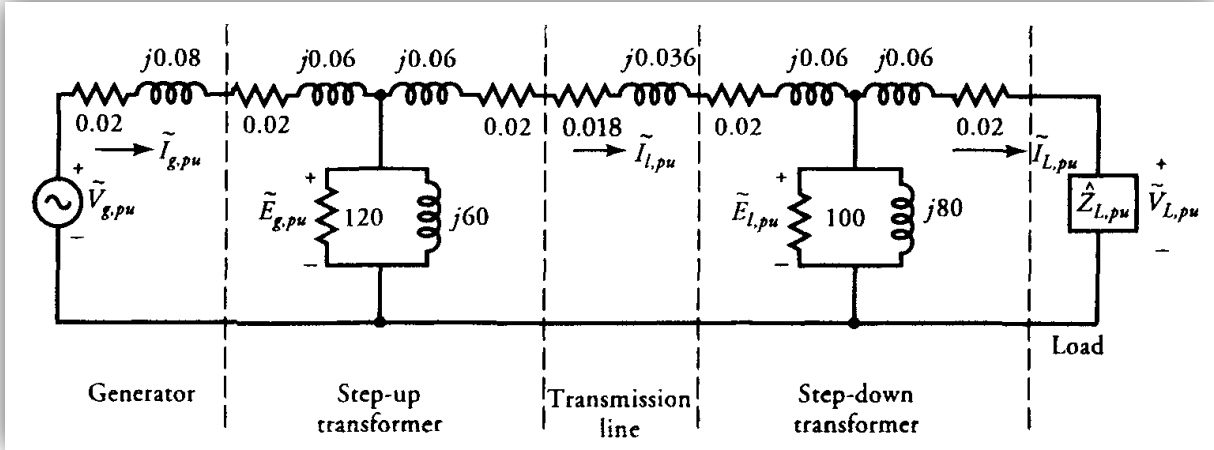 j0.08 j0.06 j0.06 j0.036 j0.06 j0.06
0.02 0.02 0.02 0.018 0.02 0.02
Ĩg,pu Ĩl,pu ĨL,pu
+ + + +
Ṽg,pu Ẽg,pu 120 j60 Ẽl,pu 100 j80 ẐL,pu ṼL,pu
− − − −
Load
Generator Step-up Transmission Step-down
transformer line transformer